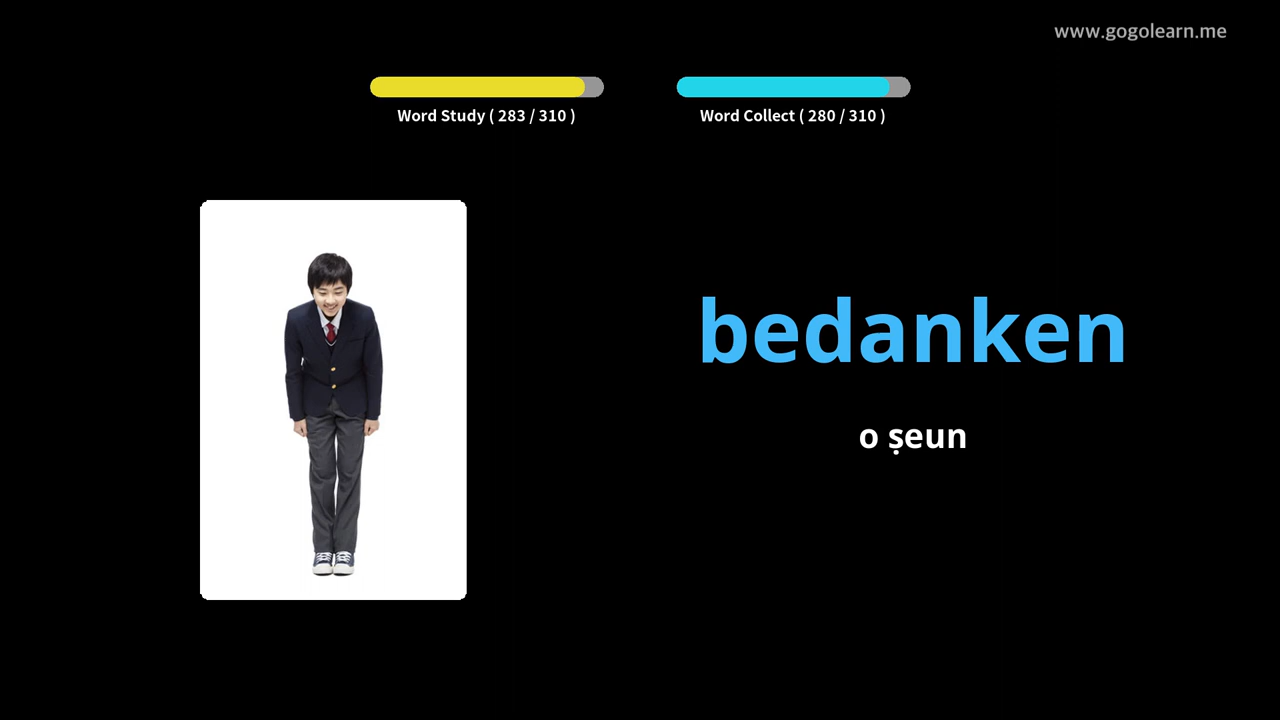 www.gogolearn.me
Word Study ( 283 / 310 )
Word Collect ( 280 / 310 )
bedanken
o ṣeun